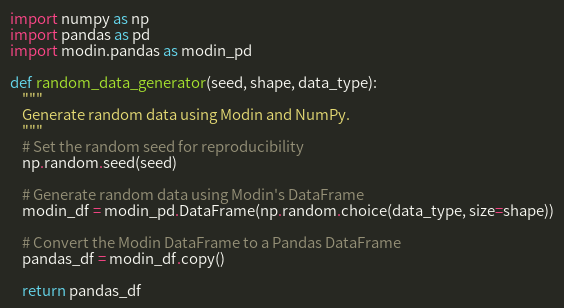 import numpy as np
import pandas as pd
import modin.pandas as modin_pd
def random_data_generator(seed, shape, data_type):
"""
Generate random data using Modin and NumPy.
"""
# Set the random seed for reproducibility
np.random.seed(seed)
# Generate random data using Modin's DataFrame
modin_df = modin_pd.DataFrame(np.random.choice(data_type, size=shape))
# Convert the Modin DataFrame to a Pandas DataFrame
pandas_df = modin_df.copy()
return pandas_df